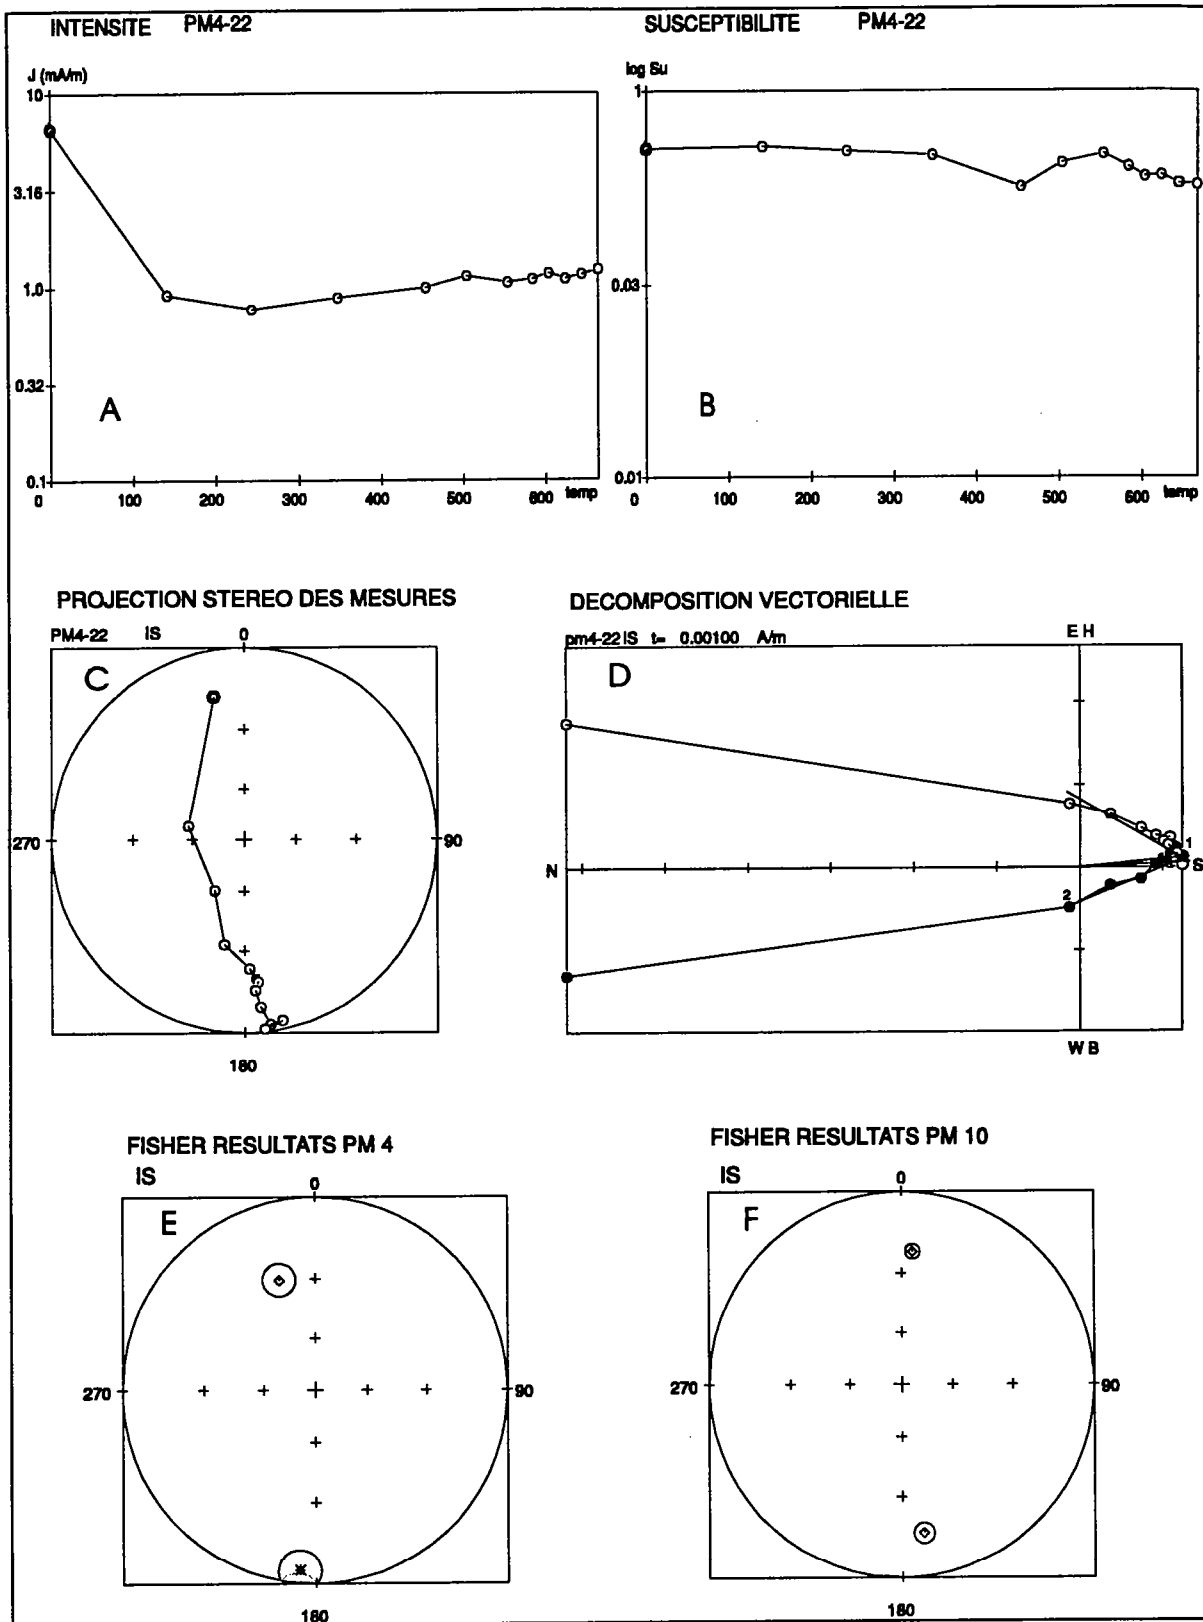 INTENSITE PM4-22
J (mA/m)
10
3.16
1.0
0.32
0.1
A
0 100 200 300 400 500 600 temp
SUSCEPTIBILITE PM4-22
log Su
1
0.03
0.01
B
0 100 200 300 400 500 600 temp
PROJECTION STEREO DES MESURES
PM4-22 IS 0
C
270
90
180
DECOMPOSITION VECTORIELLE
pm4-22 IS t= 0.00100 A/m
E H
D
N
1
S
2
W B
FISHER RESULTATS PM 4
IS 0
E
270
90
180
FISHER RESULTATS PM 10
IS 0
F
270
90
180